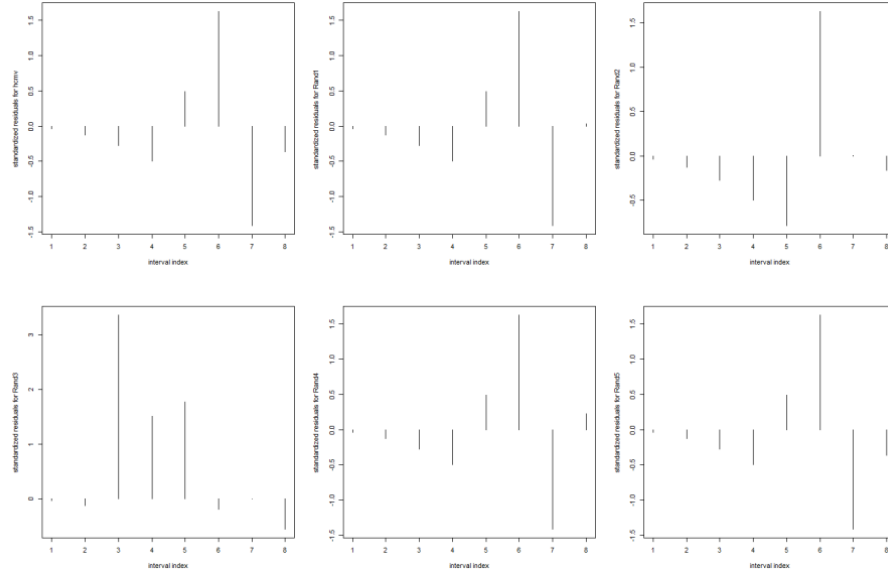 standardized residuals for hcmv
-1.5 -1.0 -0.5 0.0 0.5 1.0 1.5
1 2 3 4 5 6 7 8
interval index
standardized residuals for Rand1
-1.5 -1.0 -0.5 0.0 0.5 1.0 1.5
1 2 3 4 5 6 7 8
interval index
standardized residuals for Rand2
-0.5 0.0 0.5 1.0 1.5
1 2 3 4 5 6 7 8
interval index
standardized residuals for Rand3
0 1 2 3
1 2 3 4 5 6 7 8
interval index
standardized residuals for Rand4
-1.5 -1.0 -0.5 0.0 0.5 1.0 1.5
1 2 3 4 5 6 7 8
interval index
standardized residuals for Rand5
-1.5 -1.0 -0.5 0.0 0.5 1.0 1.5
1 2 3 4 5 6 7 8
interval index